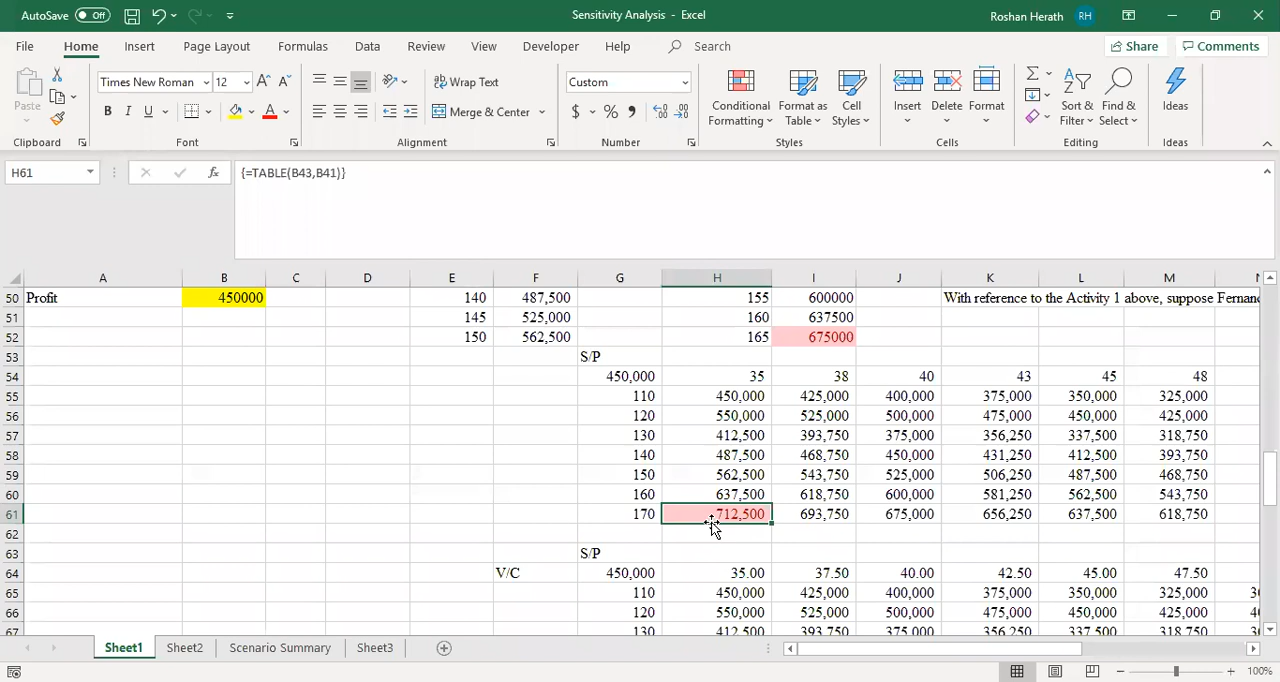 AutoSave Off Sensitivity Analysis - Excel Roshan Herath RH
File Home Insert Page Layout Formulas Data Review View Developer Help Search Share Comments
Paste Times New Roman 12 Wrap Text Custom Conditional Formatting Format as Table Cell Styles Insert Delete Format Sort & Filter Find & Select Ideas
B I U A Merge & Center $ % ,
Clipboard Font Alignment Number Styles Cells Editing Ideas
H61 fx {=TABLE(B43,B41)}
A B C D E F G H I J K L M
50 Profit 450000 140 487,500 155 600000 With reference to the Activity 1 above, suppose
51 145 525,000 160 637500
52 150 562,500 165 675000
53 S/P
54 450,000 35 38 40 43 45 48
55 110 450,000 425,000 400,000 375,000 350,000 325,000
56 120 550,000 525,000 500,000 475,000 450,000 425,000
57 130 412,500 393,750 375,000 356,250 337,500 318,750
58 140 487,500 468,750 450,000 431,250 412,500 393,750
59 150 562,500 543,750 525,000 506,250 487,500 468,750
60 160 637,500 618,750 600,000 581,250 562,500 543,750
61 170 712,500 693,750 675,000 656,250 637,500 618,750
62
63 S/P
64 V/C 450,000 35.00 37.50 40.00 42.50 45.00 47.50
65 110 450,000 425,000 400,000 375,000 350,000 325,000
66 120 550,000 525,000 500,000 475,000 450,000 425,000
67 130 412,500 393,750 375,000 356,250 337,500 318,750
Sheet1 Sheet2 Scenario Summary Sheet3
100%